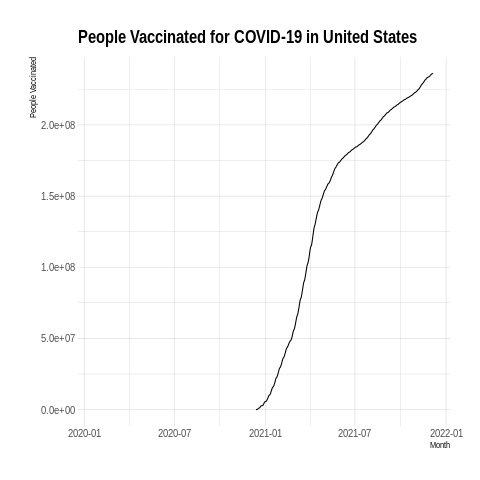 People Vaccinated for COVID-19 in United States
People Vaccinated
2.0e+08
1.5e+08
1.0e+08
5.0e+07
0.0e+00
2020-01 2020-07 2021-01 2021-07 2022-01
Month